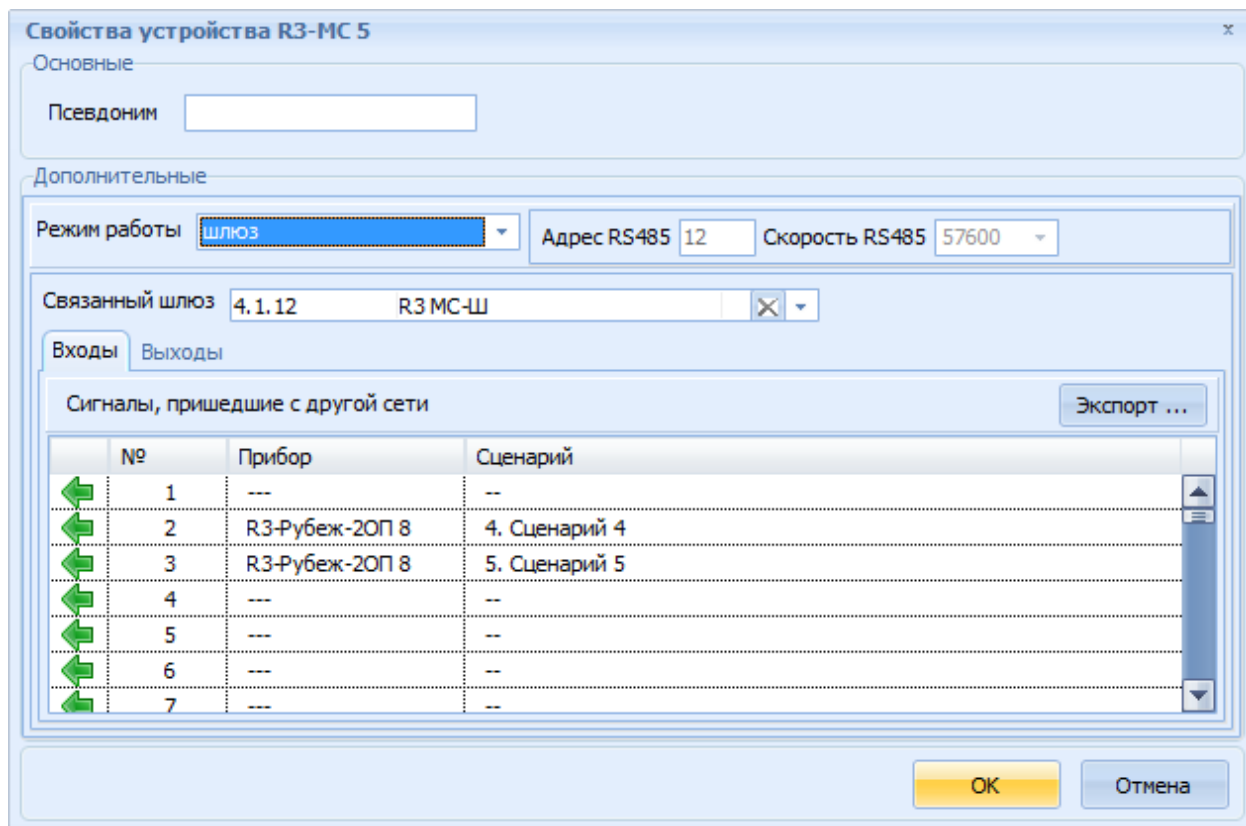 Свойства устройства R3-МС 5 x
Основные
Псевдоним
Дополнительные
Режим работы шлюз Адрес RS485 12 Скорость RS485 57600
Связанный шлюз 4.1.12 R3 МС-Ш
Входы Выходы
Сигналы, пришедшие с другой сети Экспорт ...
№ Прибор Сценарий
1 --- --
2 R3-Рубеж-2ОП 8 4. Сценарий 4
3 R3-Рубеж-2ОП 8 5. Сценарий 5
4 --- --
5 --- --
6 --- --
7 --- --
ОК Отмена